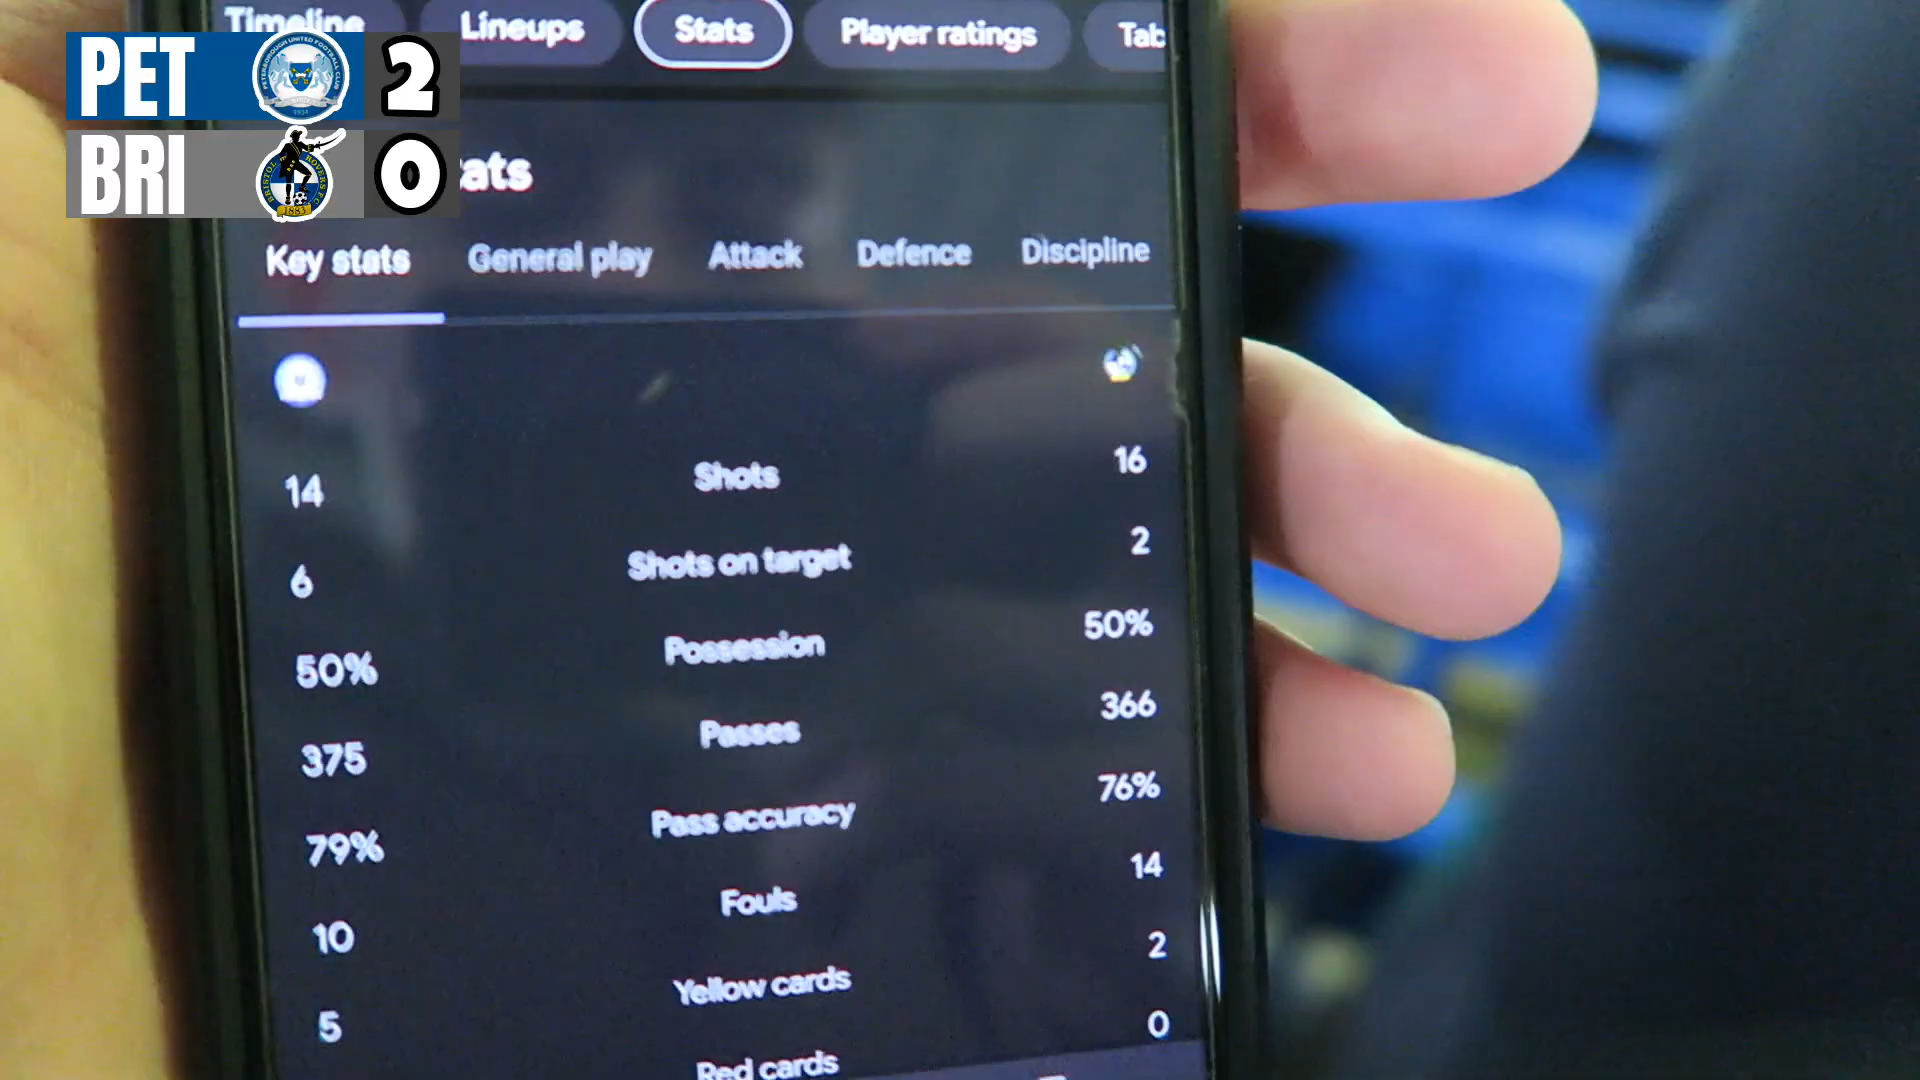 Timeline Lineups Stats Player ratings Tab
PET 2
BRI 0
ats
Key stats General play Attack Defence Discipline
14 Shots 16
6 Shots on target 2
50% Possession 50%
375 Passes 366
79% Pass accuracy 76%
10 Fouls 14
5 Yellow cards 2
Red cards 0